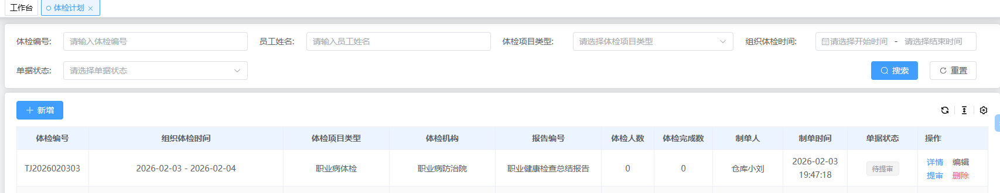 工作台 体检计划
体检编号: 请输入体检编号 员工姓名: 请输入员工姓名 体检项目类型: 请选择体检项目类型 组织体检时间: 请选择开始时间 - 请选择结束时间
单据状态: 请选择单据状态 搜索 重置
新增
体检编号 组织体检时间 体检项目类型 体检机构 报告编号 体检人数 体检完成数 制单人 制单时间 单据状态 操作
TJ2026020303 2026-02-03 - 2026-02-04 职业病体检 职业病防治院 职业健康检查总结报告 0 0 仓库小刘 2026-02-03 19:47:18 待提审 详情 编辑
提审 删除